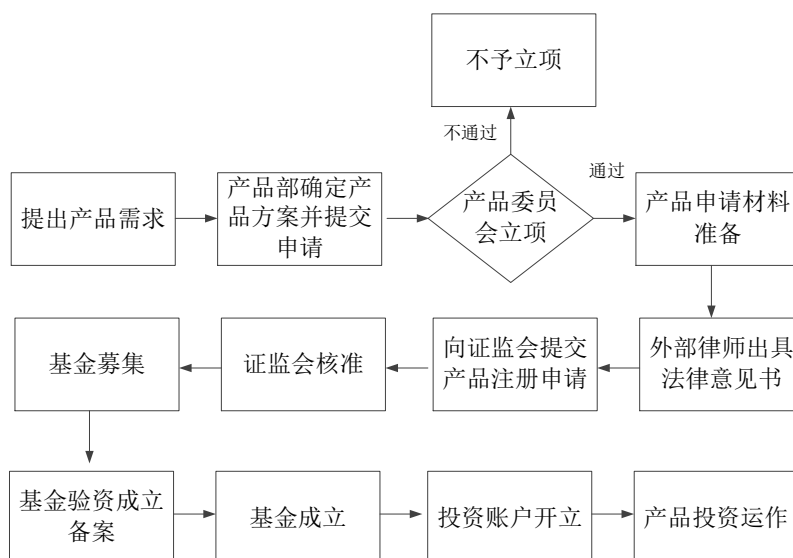 不予立项
不通过
通过
提出产品需求
产品部确定产
品方案并提交
申请
产品委员
会立项
产品申请材料
准备
基金募集
证监会核准
向证监会提交
产品注册申请
外部律师出具
法律意见书
基金验资成立
备案
基金成立
投资账户开立
产品投资运作